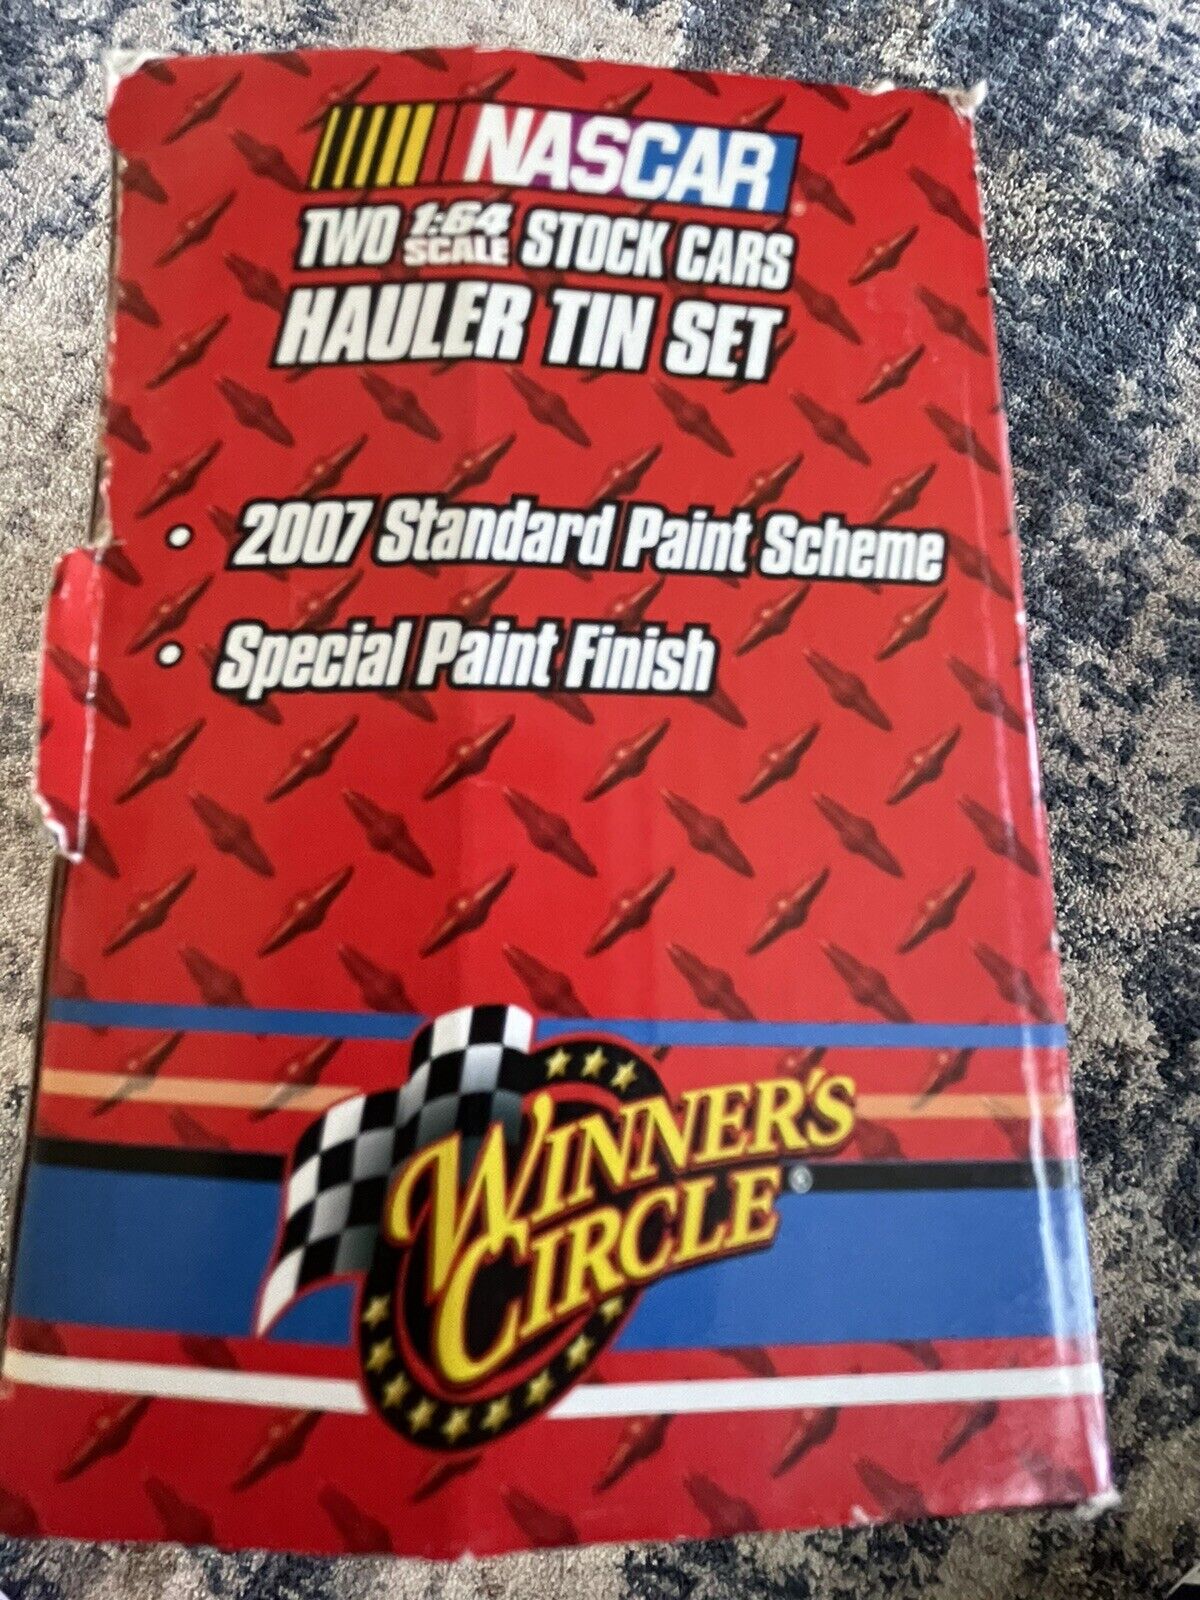 NASCAR
TWO 1:64 SCALE STOCK CARS
HAULER TIN SET
• 2007 Standard Paint Scheme
• Special Paint Finish
WINNER'S
CIRCLE®